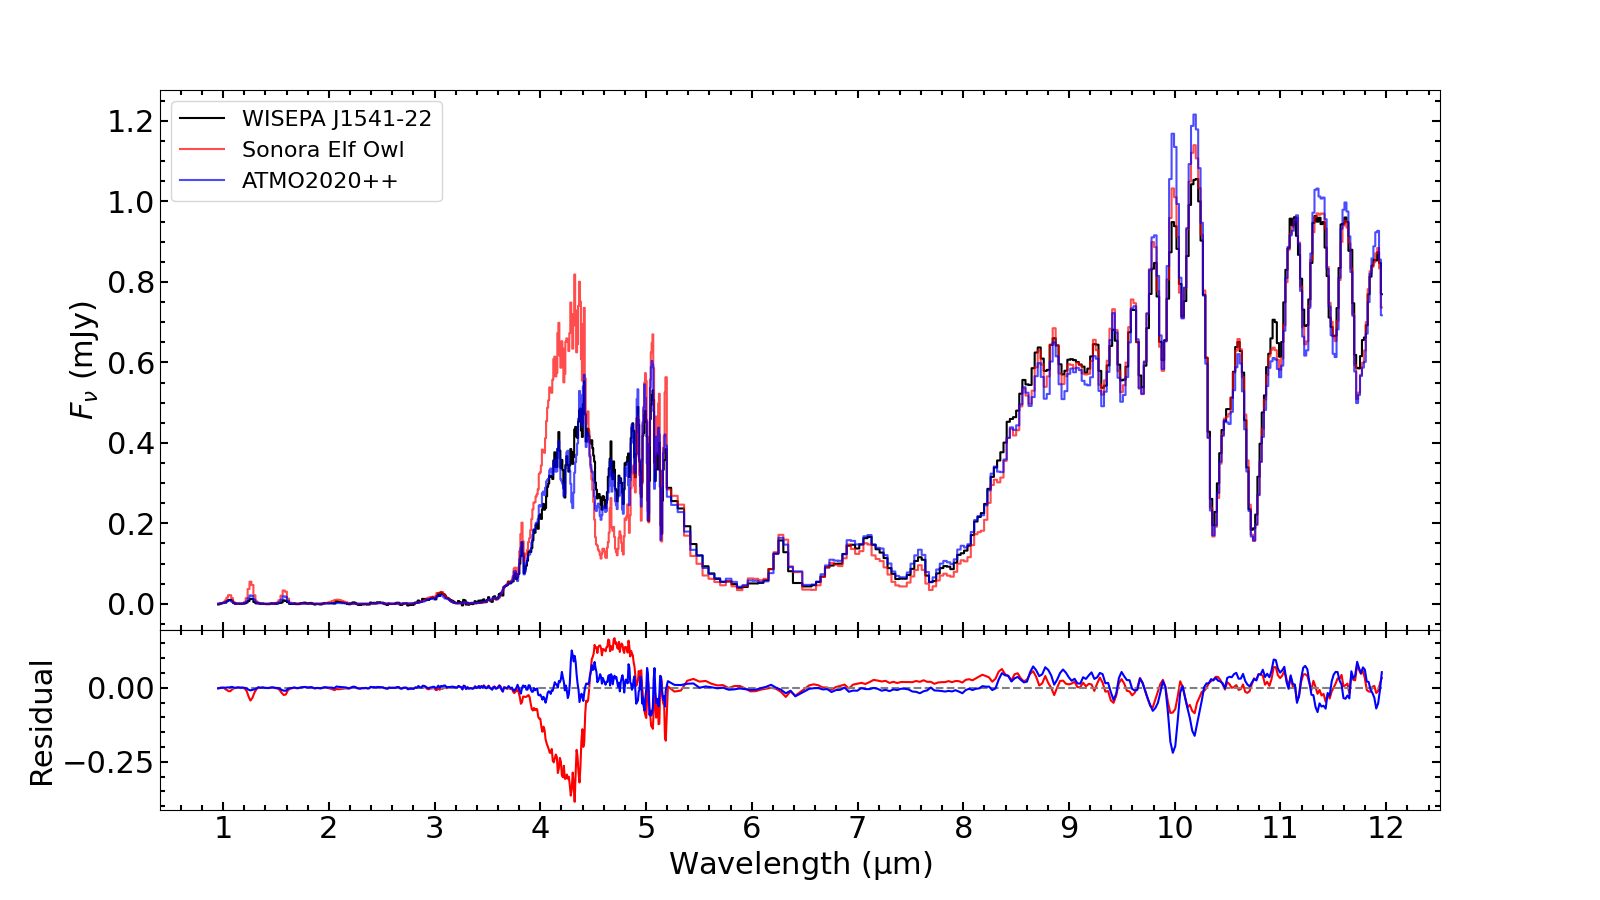 WISEPA J1541-22
Sonora Elf Owl
ATMO2020++
1.2
1.0
0.8
0.6
0.4
0.2
0.0
Fν (mJy)
0.00
−0.25
Residual
1 2 3 4 5 6 7 8 9 10 11 12
Wavelength (μm)